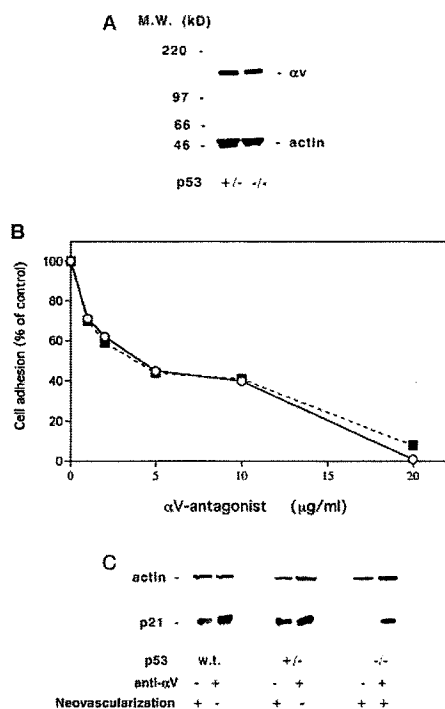 A M.W. (kD)
220 -
- αv
97 -
66 -
46 - - actin
p53 +/- -/-
B
100
80
60
40
20
0
Cell adhesion (% of control)
0 5 10 15 20
αV-antagonist (μg/ml)
C
actin -
p21 -
p53 w.t. +/- -/-
anti-αV - + - + - +
Neovascularization + - + - + +